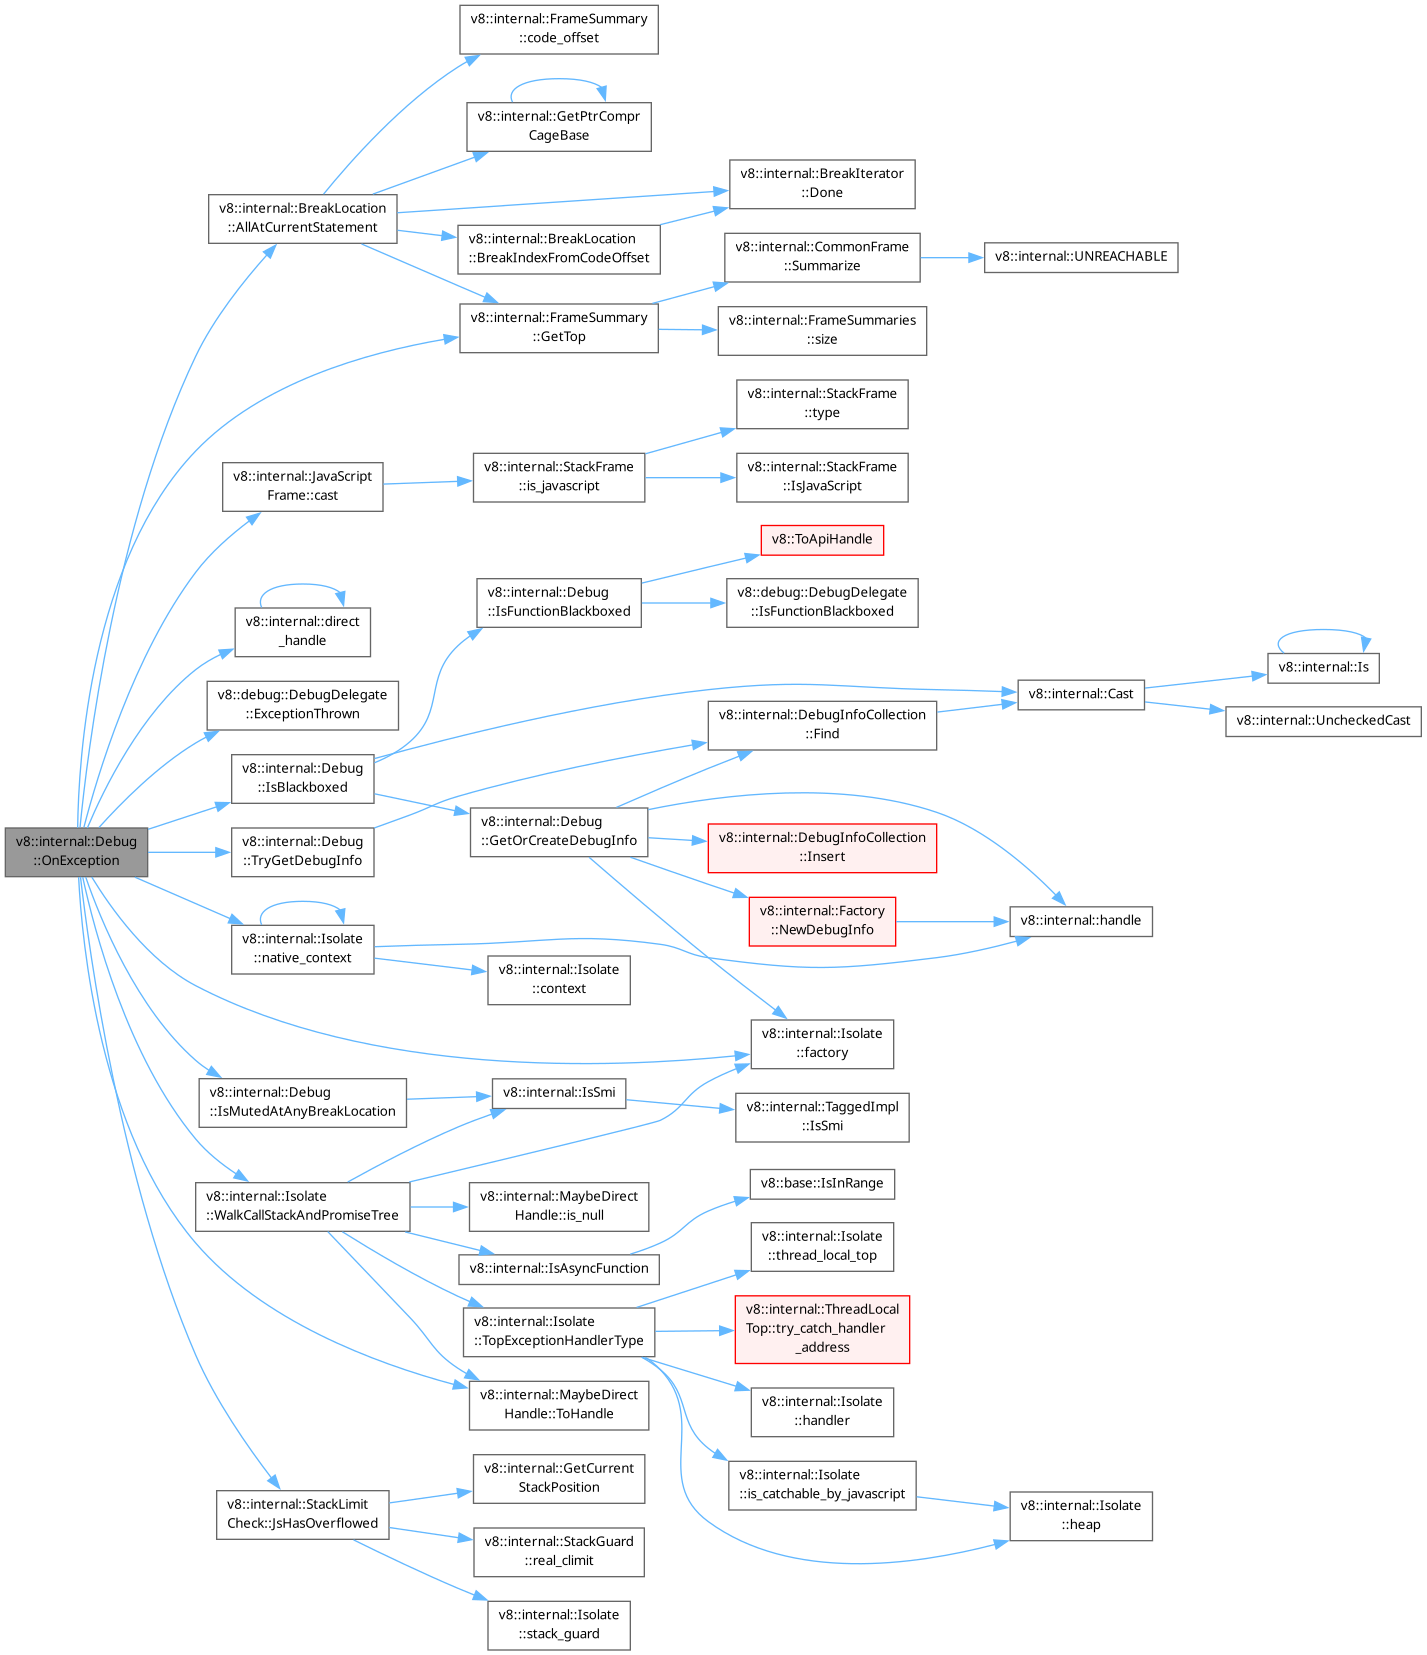 v8::internal::FrameSummary
::code_offset
v8::internal::GetPtrCompr
CageBase
v8::internal::BreakIterator
::Done
v8::internal::BreakLocation
::AllAtCurrentStatement
v8::internal::BreakLocation
::BreakIndexFromCodeOffset
v8::internal::CommonFrame
::Summarize
v8::internal::UNREACHABLE
v8::internal::FrameSummary
::GetTop
v8::internal::FrameSummaries
::size
v8::internal::StackFrame
::type
v8::internal::JavaScript
Frame::cast
v8::internal::StackFrame
::is_javascript
v8::internal::StackFrame
::IsJavaScript
v8::ToApiHandle
v8::internal::Debug
::IsFunctionBlackboxed
v8::debug::DebugDelegate
::IsFunctionBlackboxed
v8::internal::direct
_handle
v8::internal::Is
v8::debug::DebugDelegate
::ExceptionThrown
v8::internal::Cast
v8::internal::UncheckedCast
v8::internal::DebugInfoCollection
::Find
v8::internal::Debug
::IsBlackboxed
v8::internal::Debug
::OnException
v8::internal::Debug
::TryGetDebugInfo
v8::internal::Debug
::GetOrCreateDebugInfo
v8::internal::DebugInfoCollection
::Insert
v8::internal::Factory
::NewDebugInfo
v8::internal::handle
v8::internal::Isolate
::native_context
v8::internal::Isolate
::context
v8::internal::Isolate
::factory
v8::internal::Debug
::IsMutedAtAnyBreakLocation
v8::internal::IsSmi
v8::internal::TaggedImpl
::IsSmi
v8::internal::Isolate
::WalkCallStackAndPromiseTree
v8::internal::MaybeDirect
Handle::is_null
v8::base::IsInRange
v8::internal::IsAsyncFunction
v8::internal::Isolate
::thread_local_top
v8::internal::Isolate
::TopExceptionHandlerType
v8::internal::ThreadLocal
Top::try_catch_handler
_address
v8::internal::MaybeDirect
Handle::ToHandle
v8::internal::Isolate
::handler
v8::internal::GetCurrent
StackPosition
v8::internal::Isolate
::is_catchable_by_javascript
v8::internal::StackLimit
Check::JsHasOverflowed
v8::internal::Isolate
::heap
v8::internal::StackGuard
::real_climit
v8::internal::Isolate
::stack_guard